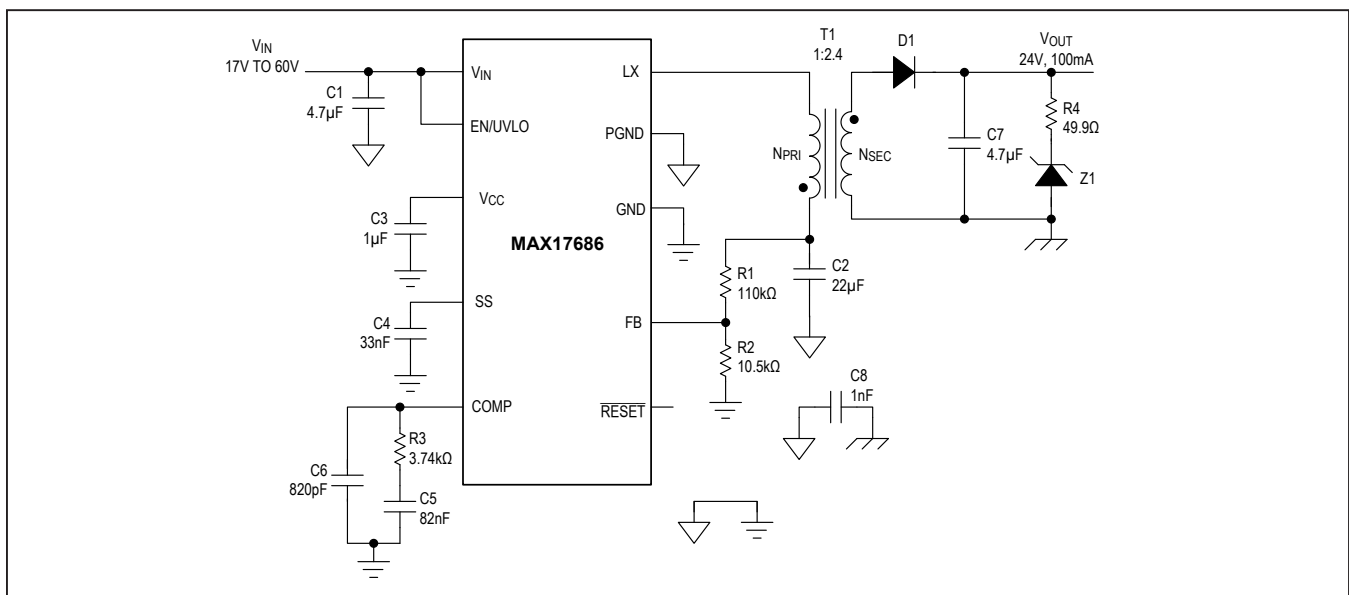 VIN
17V TO 60V
C1
4.7µF
VIN
EN/UVLO
VCC
C3
1µF
SS
C4
33nF
COMP
R3
3.74kΩ
C6
820pF
C5
82nF
MAX17686
LX
PGND
GND
FB
RESET
T1
1:2.4
NPRI
NSEC
D1
VOUT
24V, 100mA
C7
4.7µF
R4
49.9Ω
Z1
R1
110kΩ
C2
22µF
R2
10.5kΩ
C8
1nF